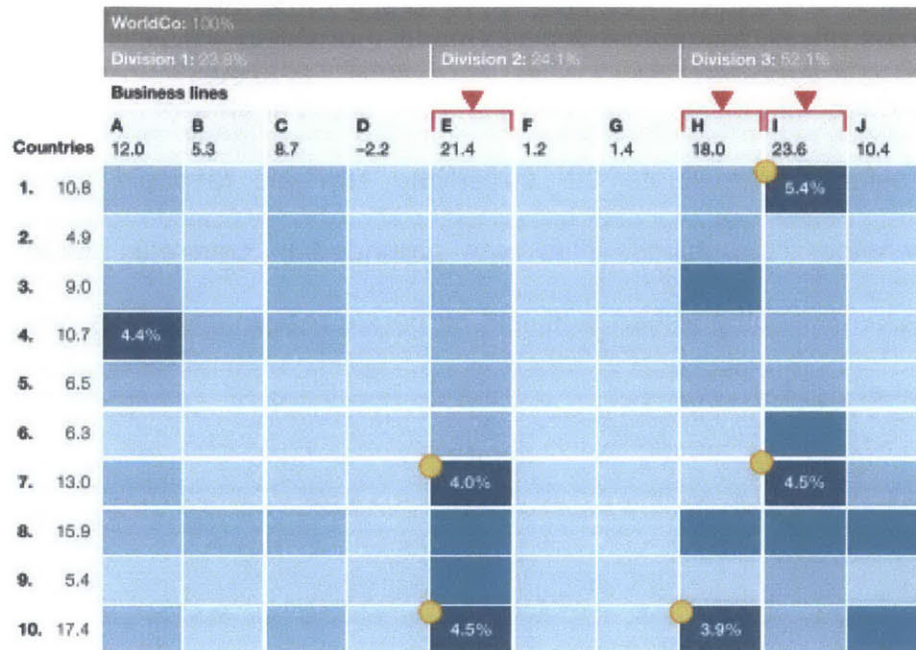 WorldCo: 100%
Division 1: 23.8% Division 2: 24.1% Division 3: 52.1%
Business lines
A B C D E F G H I J
Countries 12.0 5.3 8.7 –2.2 21.4 1.2 1.4 18.0 23.6 10.4
1. 10.8 5.4%
2. 4.9
3. 9.0
4. 10.7 4.4%
5. 6.5
6. 6.3
7. 13.0 4.0% 4.5%
8. 15.9
9. 5.4
10. 17.4 4.5% 3.9%